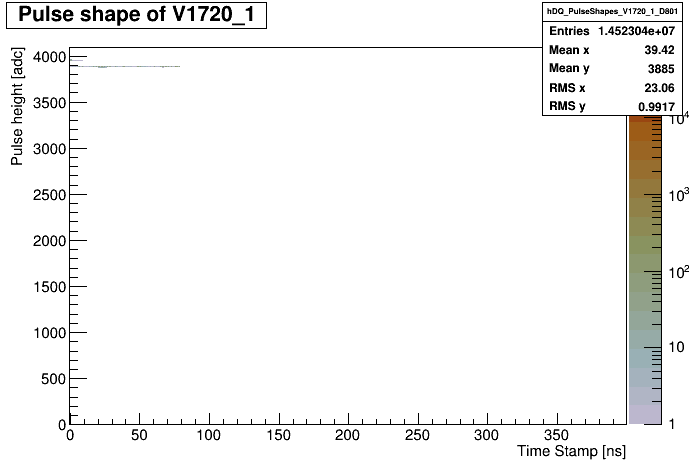 Pulse shape of V1720_1
hDQ_PulseShapes_V1720_1_D801
Entries 1.452304e+07
Mean x 39.42
Mean y 3885
RMS x 23.06
RMS y 0.9917
Pulse height [adc]
4000
3500
3000
2500
2000
1500
1000
500
0
0 50 100 150 200 250 300 350
Time Stamp [ns]
10^4
10^3
10^2
10
1